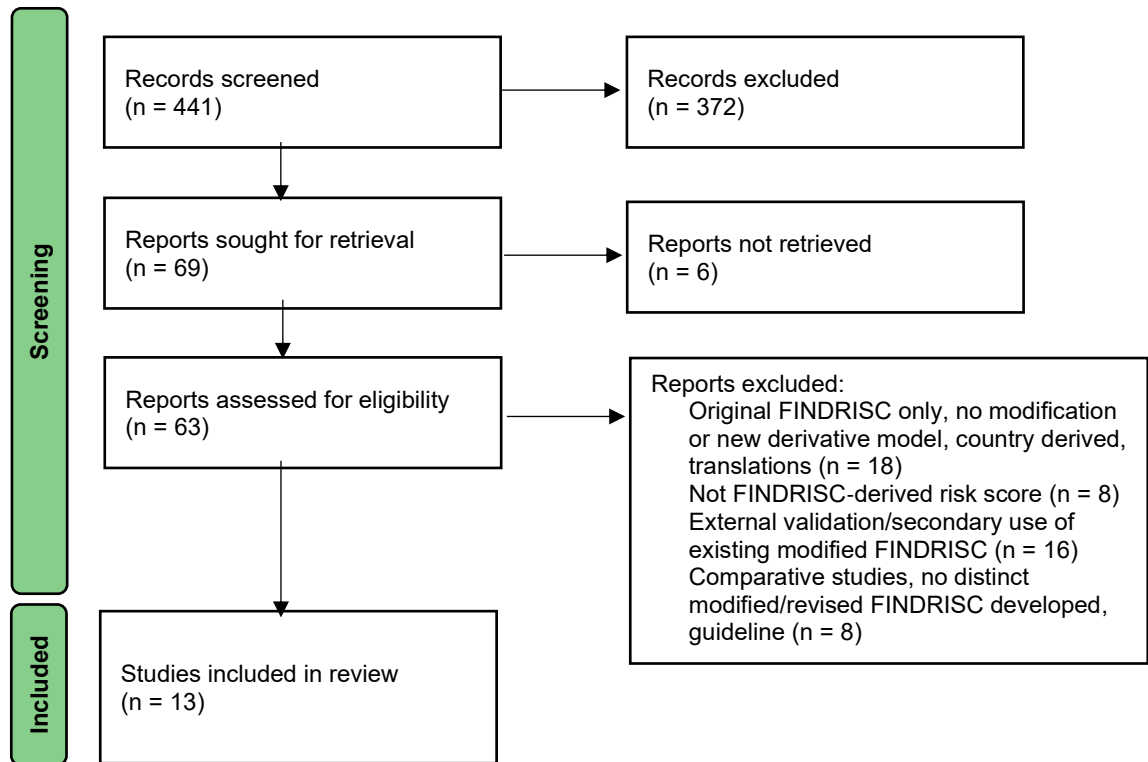 Screening
Records screened
(n = 441)
Records excluded
(n = 372)
Reports sought for retrieval
(n = 69)
Reports not retrieved
(n = 6)
Reports assessed for eligibility
(n = 63)
Reports excluded:
Original FINDRISC only, no modification
or new derivative model, country derived,
translations (n = 18)
Not FINDRISC-derived risk score (n = 8)
External validation/secondary use of
existing modified FINDRISC (n = 16)
Comparative studies, no distinct
modified/revised FINDRISC developed,
guideline (n = 8)
Included
Studies included in review
(n = 13)